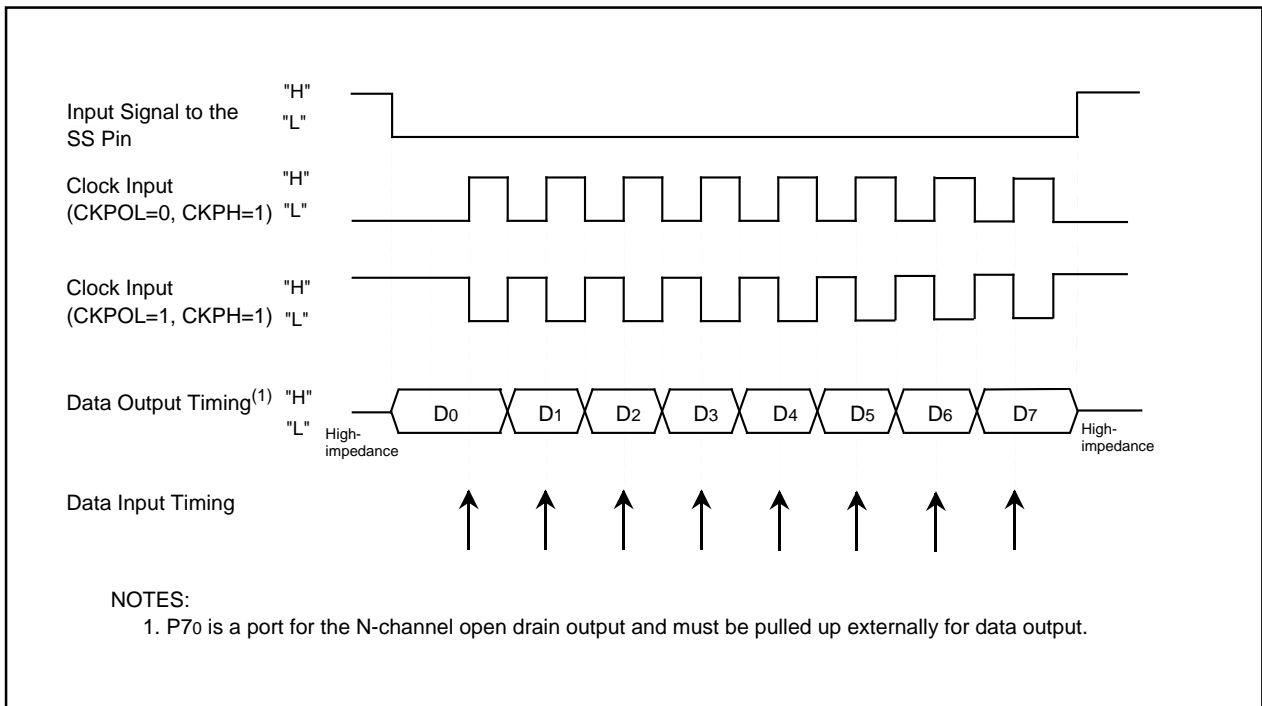 Input Signal to the
SS Pin
"H"
"L"
Clock Input
(CKPOL=0, CKPH=1)
"H"
"L"
Clock Input
(CKPOL=1, CKPH=1)
"H"
"L"
Data Output Timing(1)
"H"
"L"
High-
impedance
D0 D1 D2 D3 D4 D5 D6 D7
High-
impedance
Data Input Timing
NOTES:
1. P70 is a port for the N-channel open drain output and must be pulled up externally for data output.